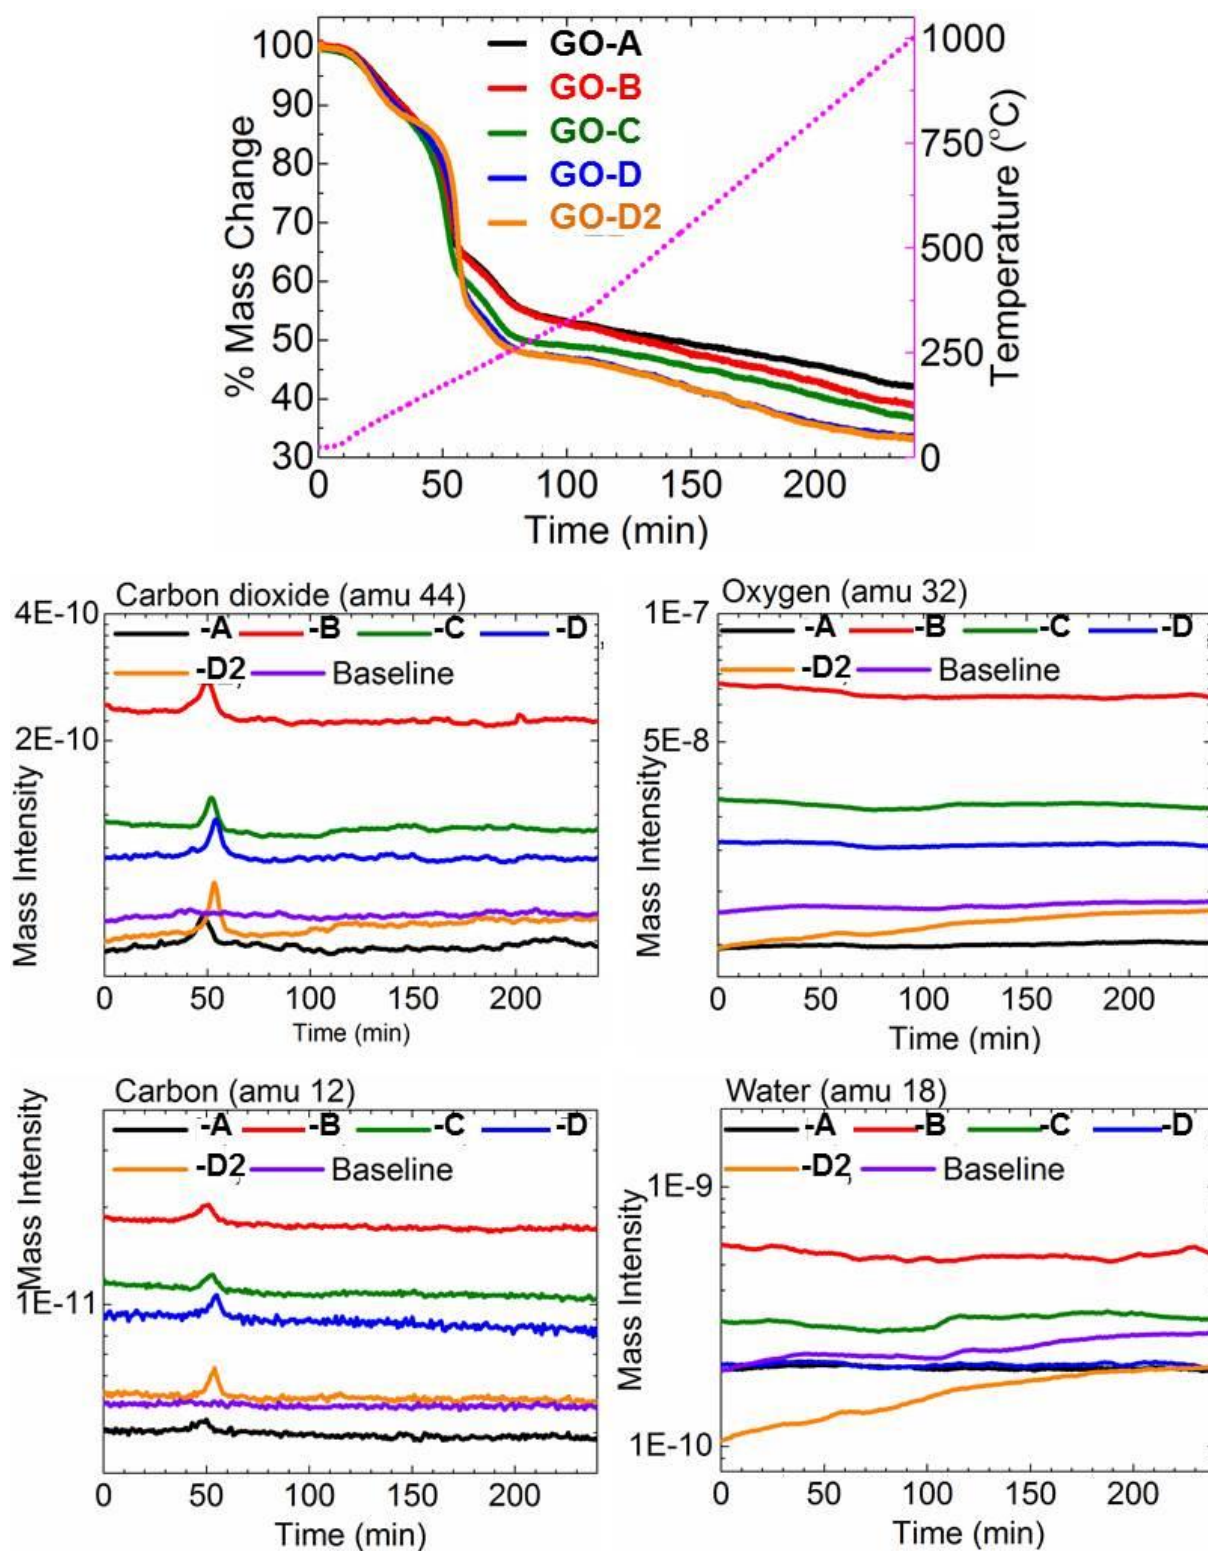 100
90
80
70
60
50
40
30
% Mass Change
GO-A
GO-B
GO-C
GO-D
GO-D2
1000
750
500
250
0
Temperature (°C)
0 50 100 150 200
Time (min)
Carbon dioxide (amu 44)
4E-10
-A -B -C -D
-D2, Baseline
2E-10
Mass Intensity
0 50 100 150 200
Time (min)
Oxygen (amu 32)
1E-7
-A -B -C -D
-D2, Baseline
5E-8
Mass Intensity
0 50 100 150 200
Time (min)
Carbon (amu 12)
-A -B -C -D
-D2, Baseline
1E-11
Mass Intensity
0 50 100 150 200
Time (min)
Water (amu 18)
-A -B -C -D
-D2, Baseline
1E-9
1E-10
Mass Intensity
0 50 100 150 200
Time (min)